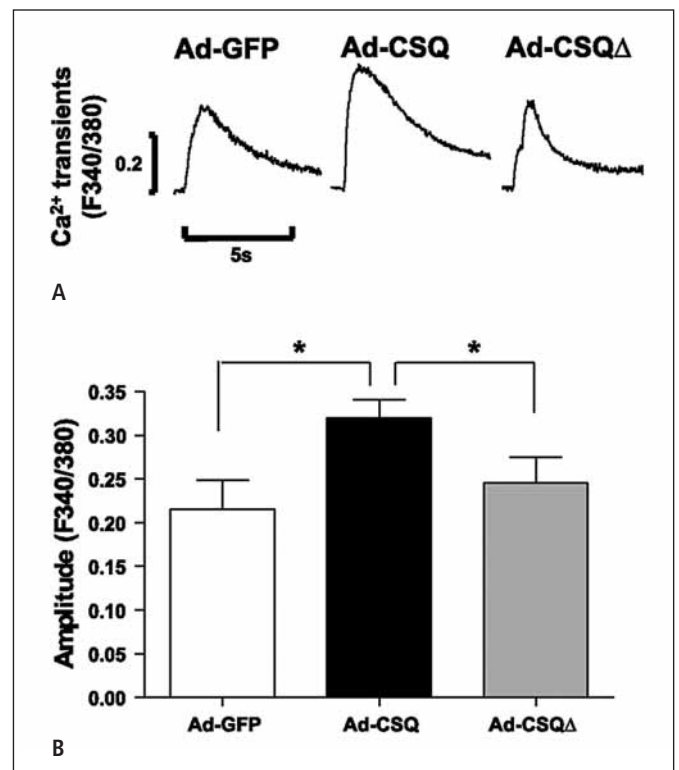 Ad-GFP Ad-CSQ Ad-CSQΔ
Ca²⁺ transients
(F340/380)
0.2
5s
A
* *
Amplitude (F340/380)
0.35
0.30
0.25
0.20
0.15
0.10
0.05
0.00
Ad-GFP Ad-CSQ Ad-CSQΔ
B